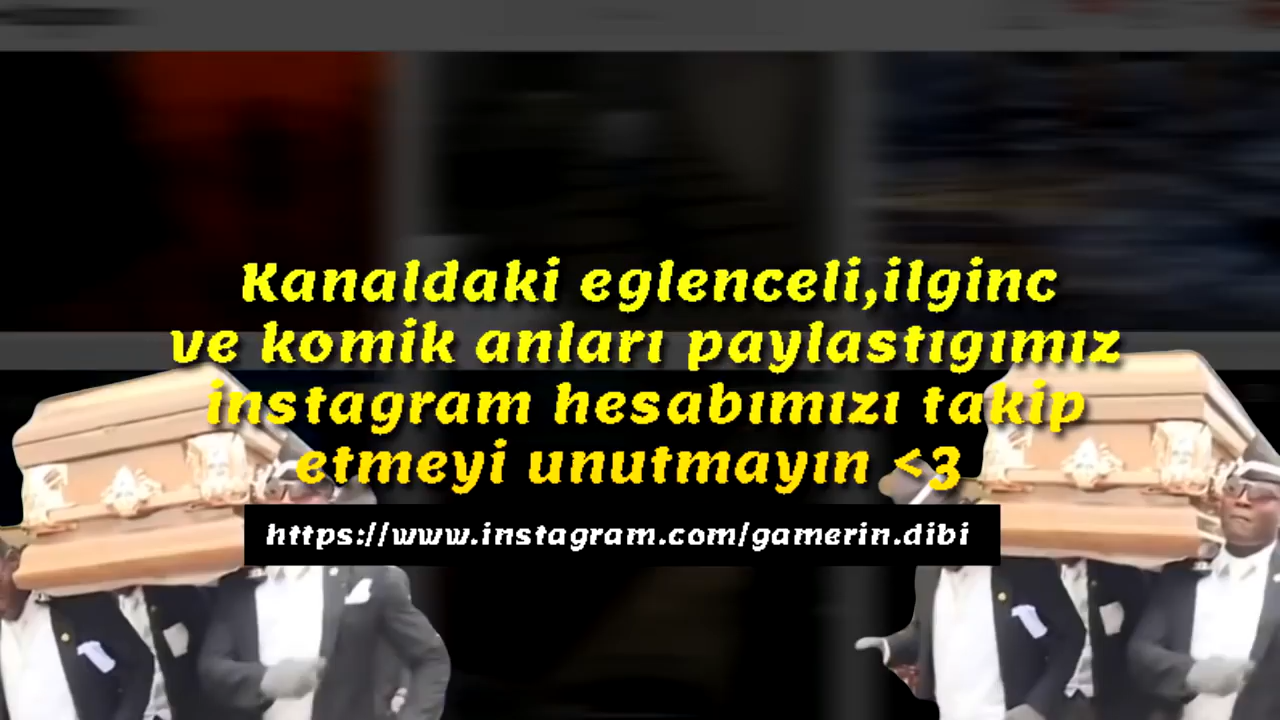 Kanaldaki eglenceli,ilginc
ve komik anları paylastıgımız
instagram hesabımızı takip
etmeyi unutmayın <3
https://www.instagram.com/gamerin.dibi